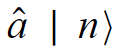 â | n⟩